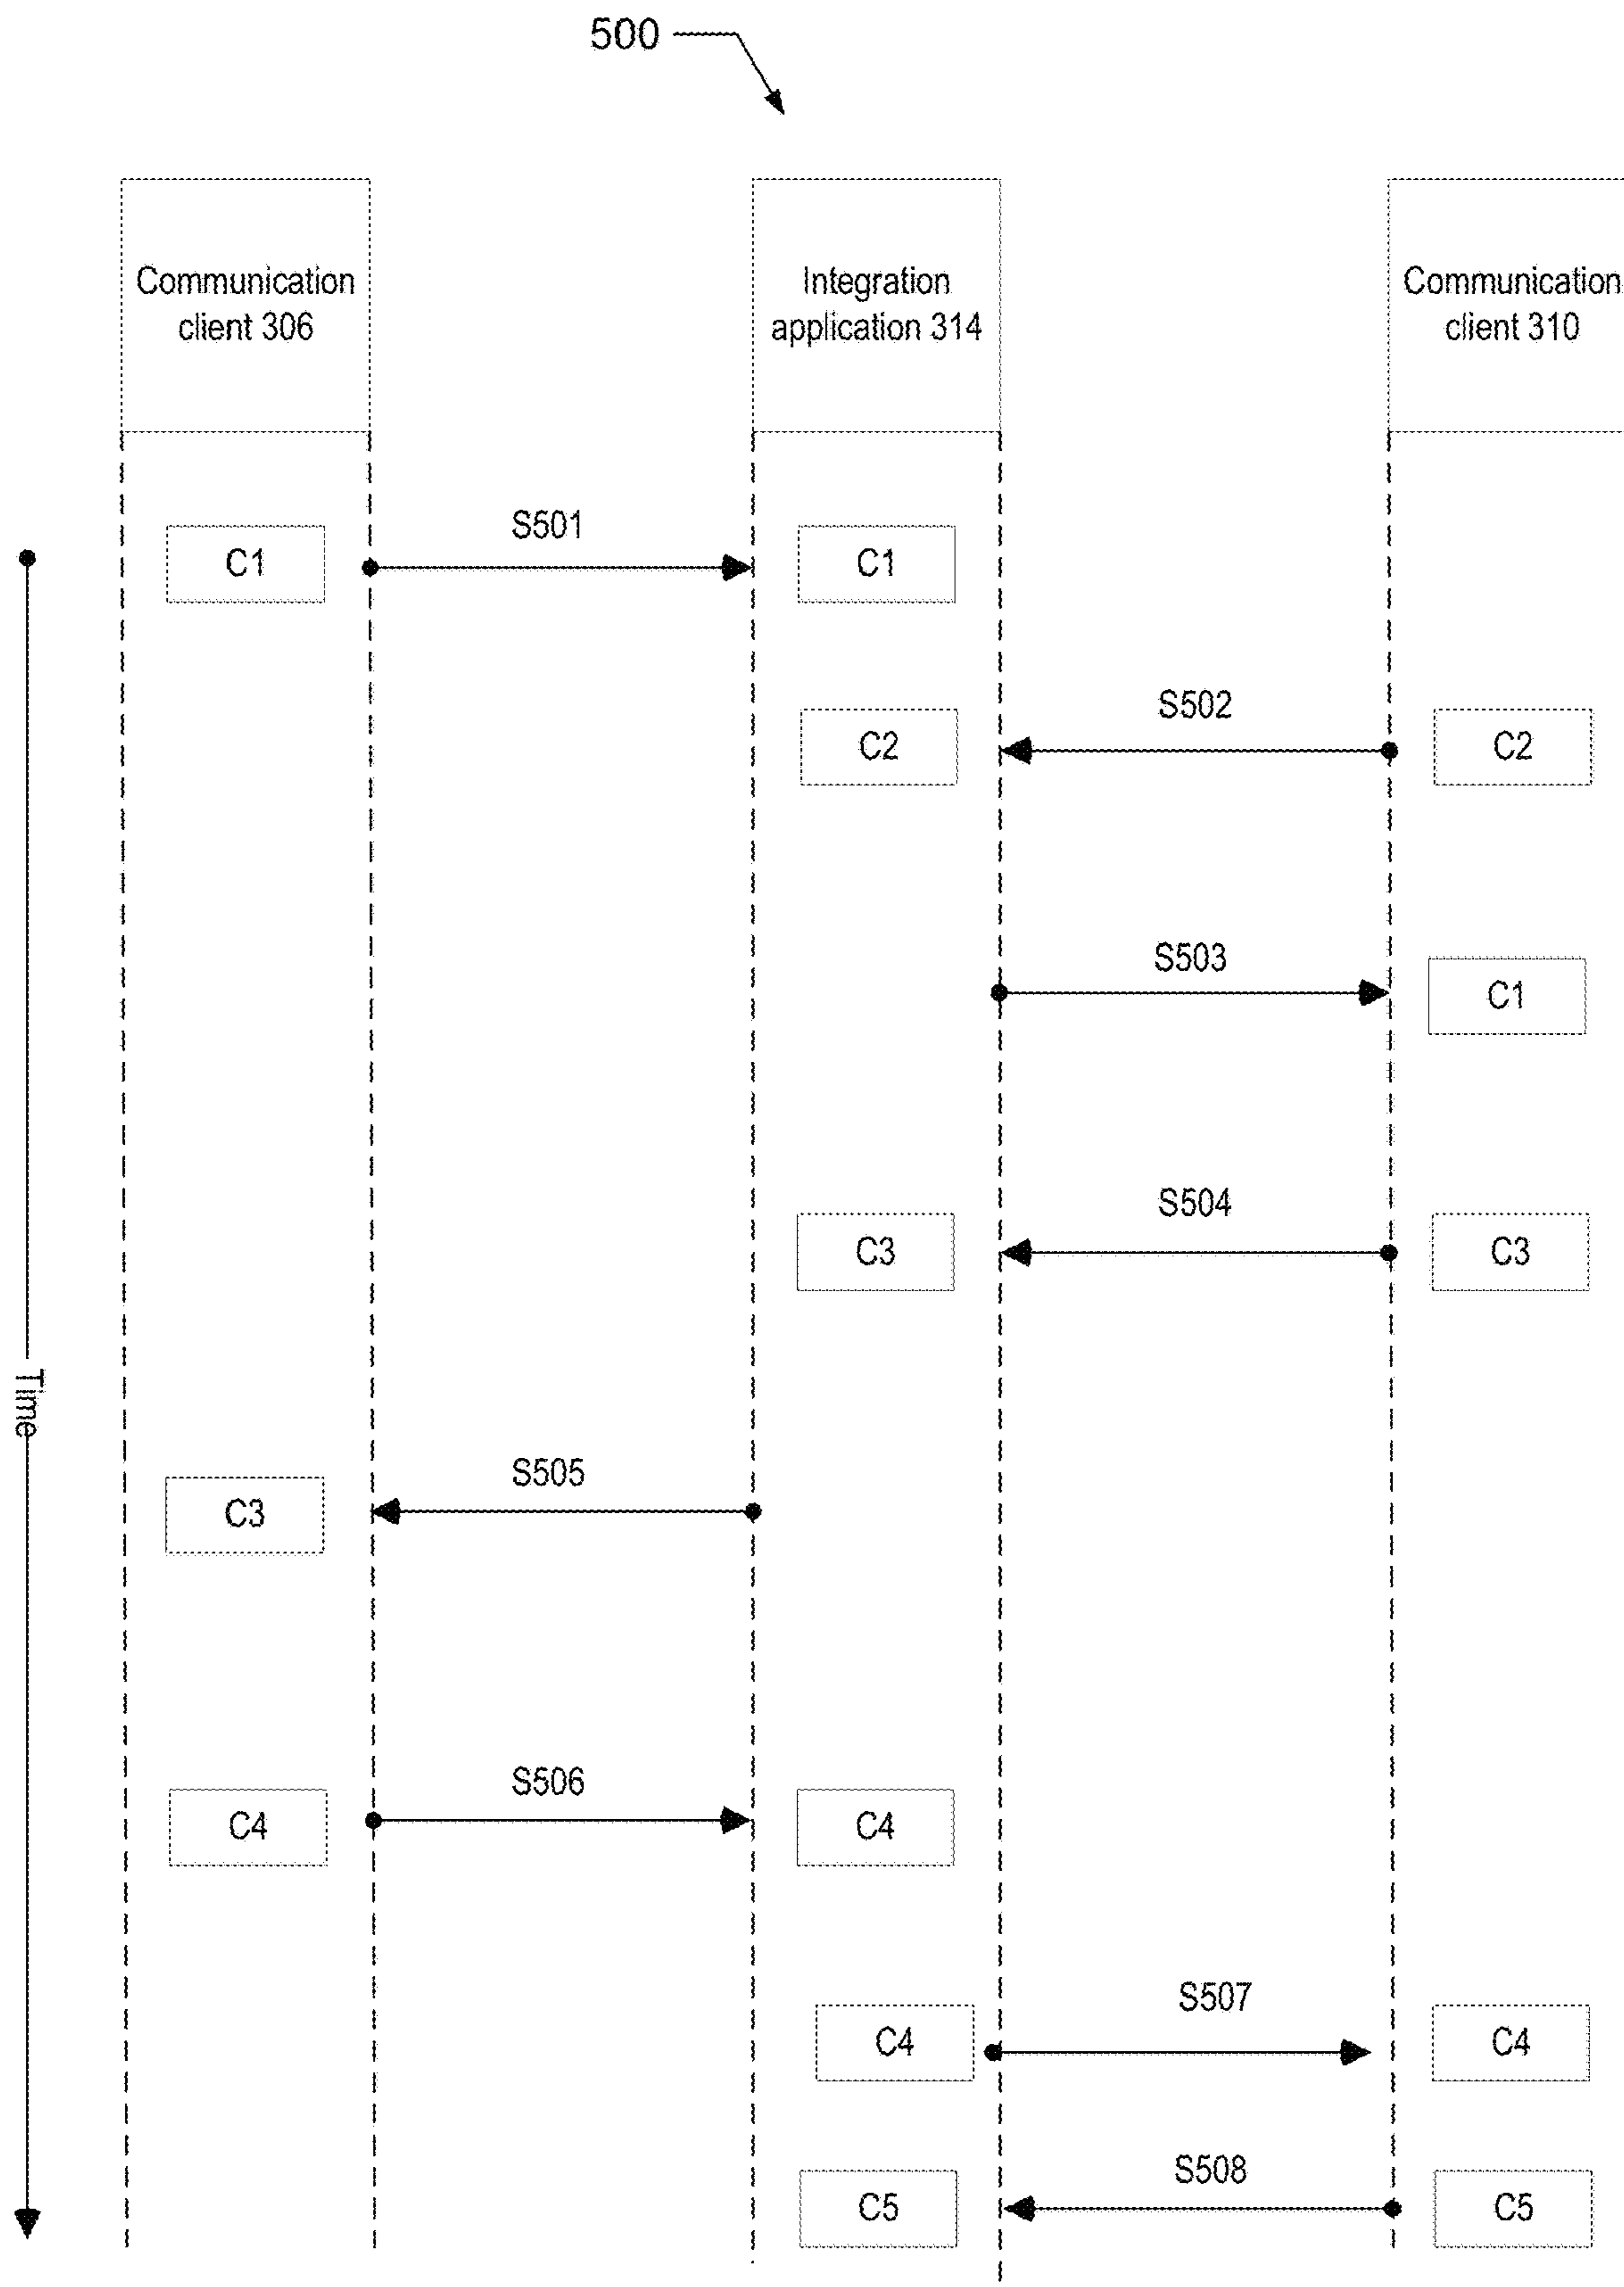 500
Communication
client 306
Integration
application 314
Communication
client 310
S501
C1
C1
S502
C2
C2
S503
C1
S504
C3
C3
Time
S505
C3
S506
C4
C4
S507
C4
C4
S508
C5
C5